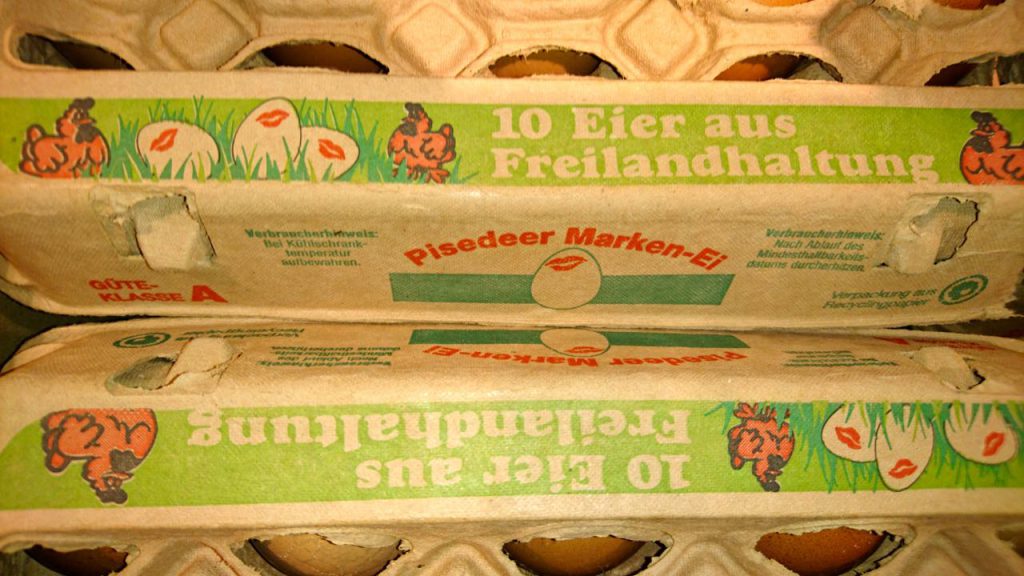 10 Eier aus
Freilandhaltung
Verbraucherhinweis:
Bei Kühlschrank-
temperatur
aufbewahren.
Pisedeer Marken-Ei
Verbraucherhinweis:
Nach Ablauf des
Mindesthaltbarkeits-
datums durcherhitzen.
GÜTE-
KLASSE A
Verpackung aus
Recyclingpapier
Pisedeer Marken-Ei
10 Eier aus
Freilandhaltung